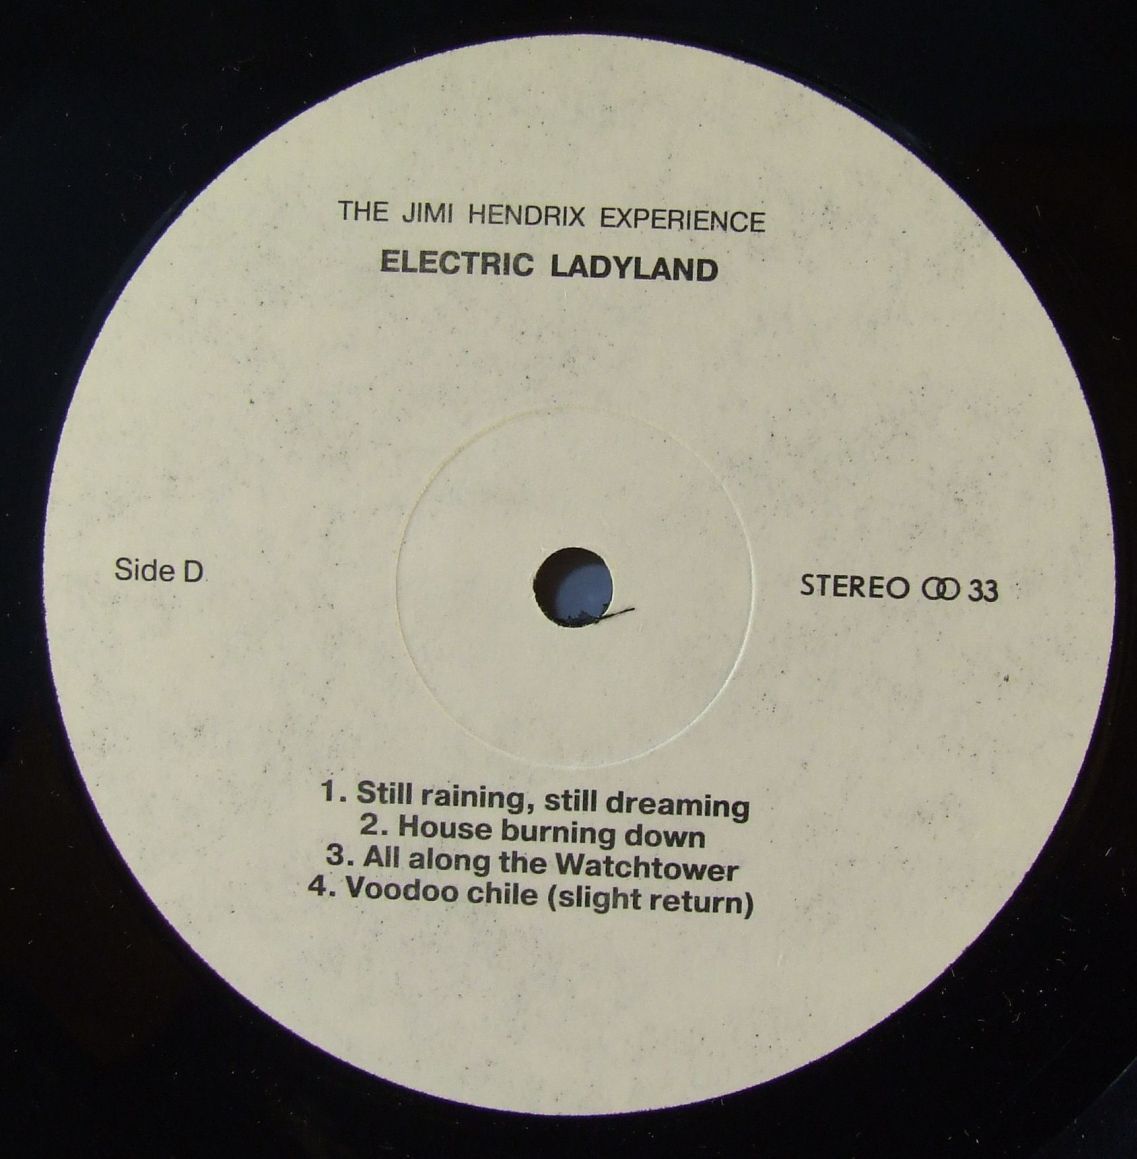 THE JIMI HENDRIX EXPERIENCE
ELECTRIC LADYLAND
Side D
STEREO OO 33
1. Still raining, still dreaming
2. House burning down
3. All along the Watchtower
4. Voodoo chile (slight return)